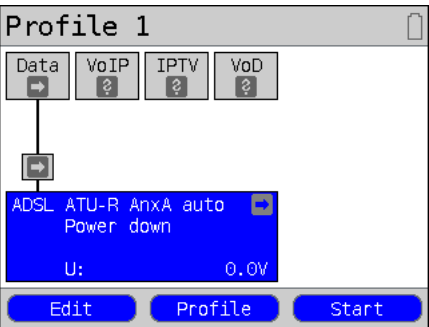 Profile 1
Data VoIP IPTV VoD
ADSL ATU-R AnxA auto
Power down
U: 0.0V
Edit Profile Start